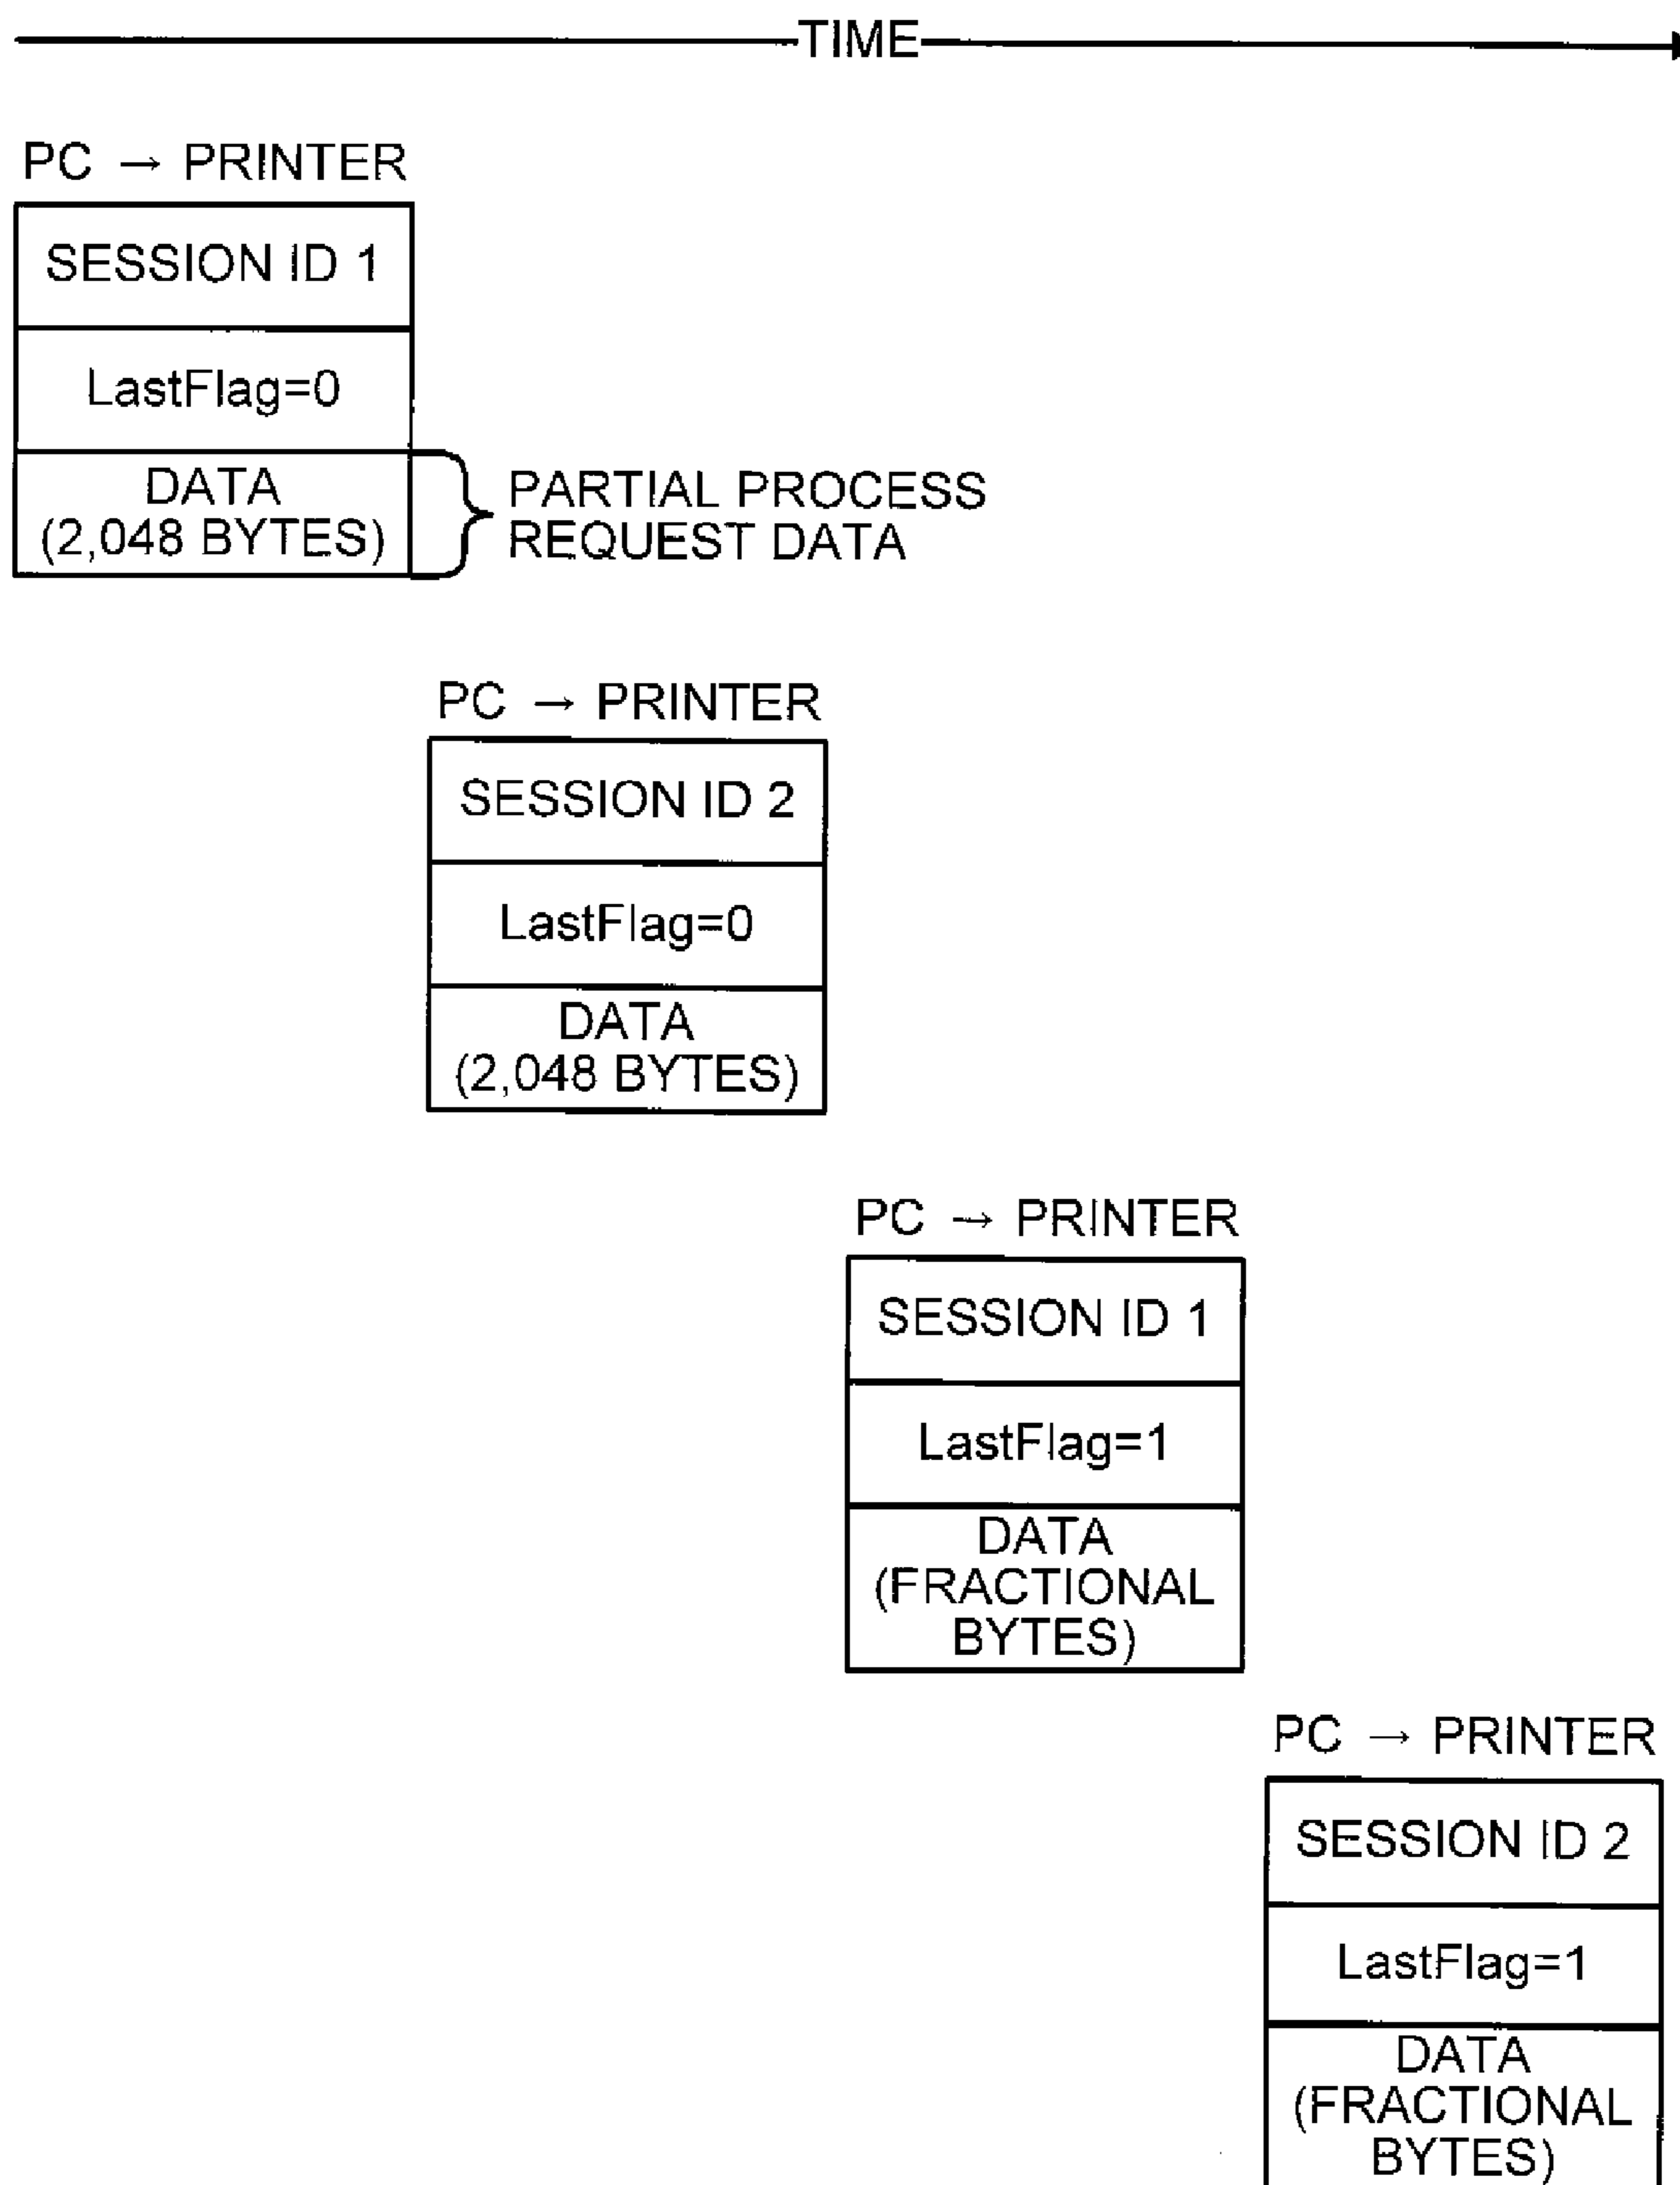 TIME
PC → PRINTER
SESSION ID 1
LastFlag=0
DATA
(2,048 BYTES)
PARTIAL PROCESS
REQUEST DATA
PC → PRINTER
SESSION ID 2
LastFlag=0
DATA
(2,048 BYTES)
PC → PRINTER
SESSION ID 1
LastFlag=1
DATA
(FRACTIONAL
BYTES)
PC → PRINTER
SESSION ID 2
LastFlag=1
DATA
(FRACTIONAL
BYTES)